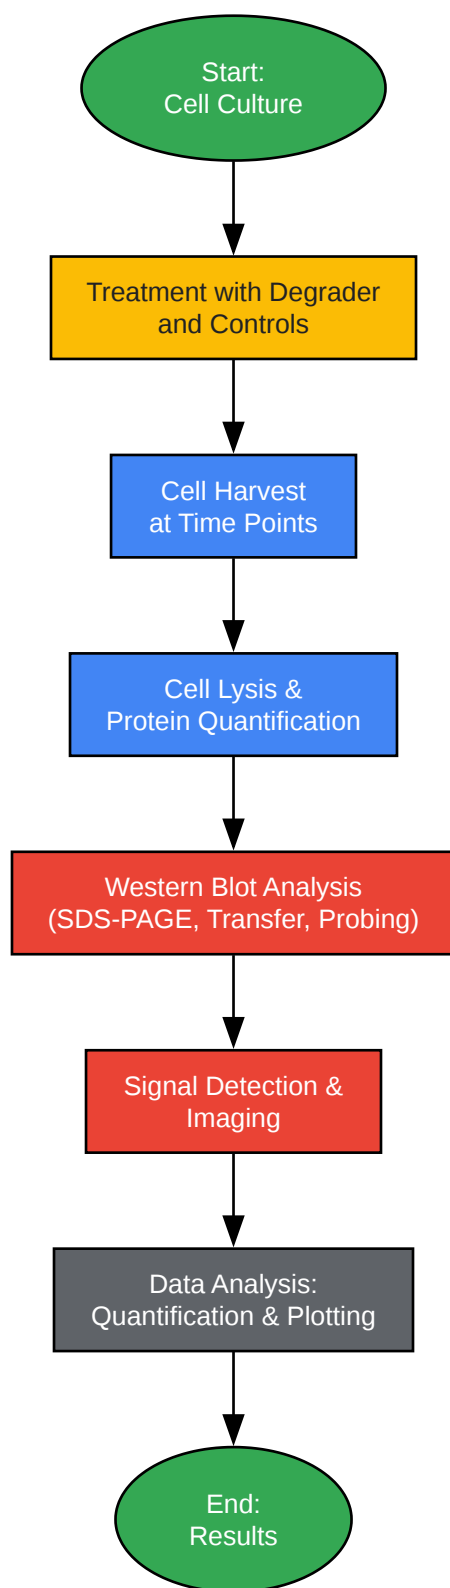 Start:
Cell Culture
Treatment with Degrader
and Controls
Cell Harvest
at Time Points
Cell Lysis &
Protein Quantification
Western Blot Analysis
(SDS-PAGE, Transfer, Probing)
Signal Detection &
Imaging
Data Analysis:
Quantification & Plotting
End:
Results